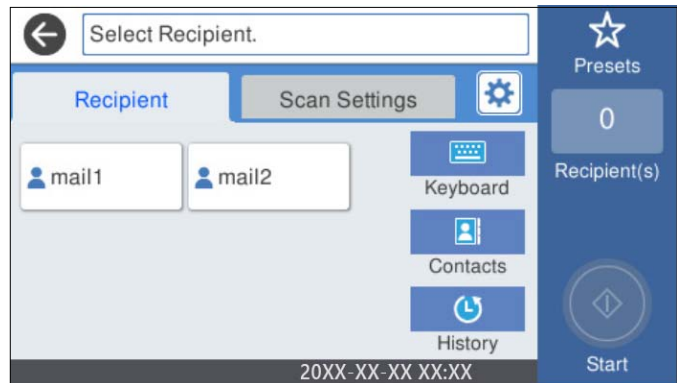 Select Recipient.
Presets
Recipient
Scan Settings
0
Recipient(s)
mail1
mail2
Keyboard
Contacts
History
Start
20XX-XX-XX XX:XX